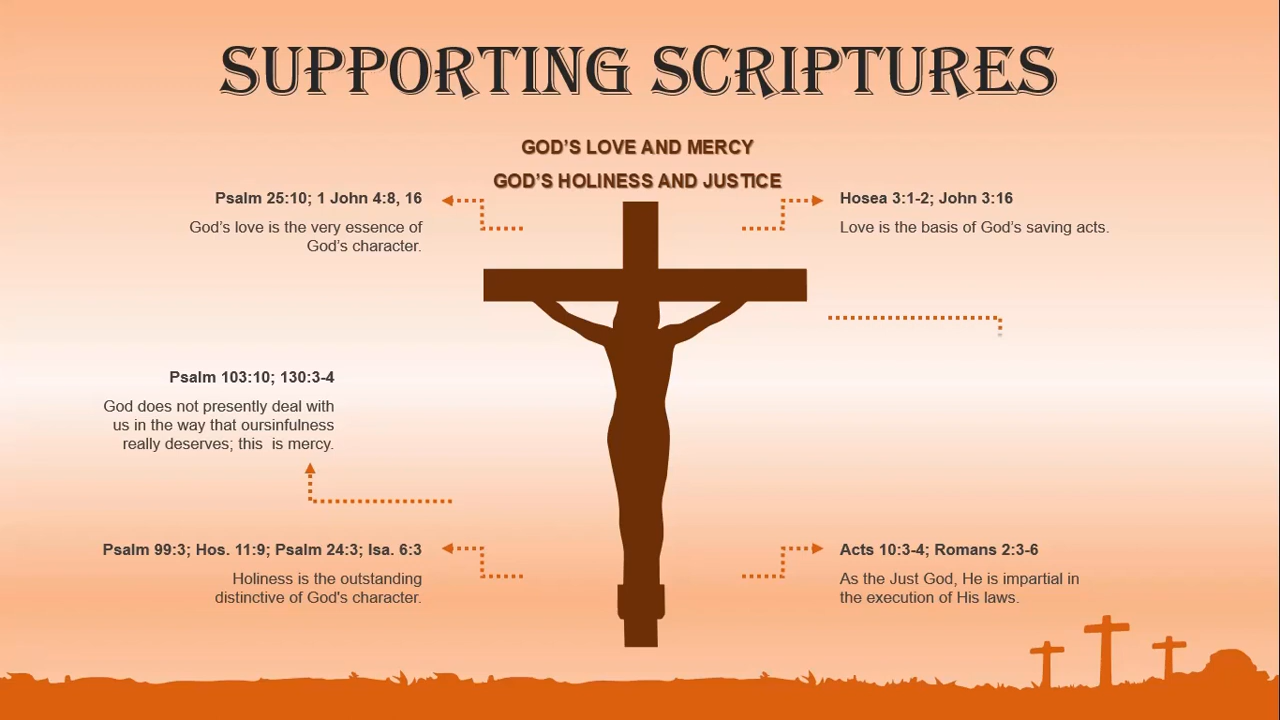 SUPPORTING SCRIPTURES
GOD’S LOVE AND MERCY
GOD’S HOLINESS AND JUSTICE
Psalm 25:10; 1 John 4:8, 16
God’s love is the very essence of
God’s character.
Hosea 3:1-2; John 3:16
Love is the basis of God’s saving acts.
Psalm 103:10; 130:3-4
God does not presently deal with
us in the way that oursinfulness
really deserves; this  is mercy.
Psalm 99:3; Hos. 11:9; Psalm 24:3; Isa. 6:3
Holiness is the outstanding
distinctive of God's character.
Acts 10:3-4; Romans 2:3-6
As the Just God, He is impartial in
the execution of His laws.